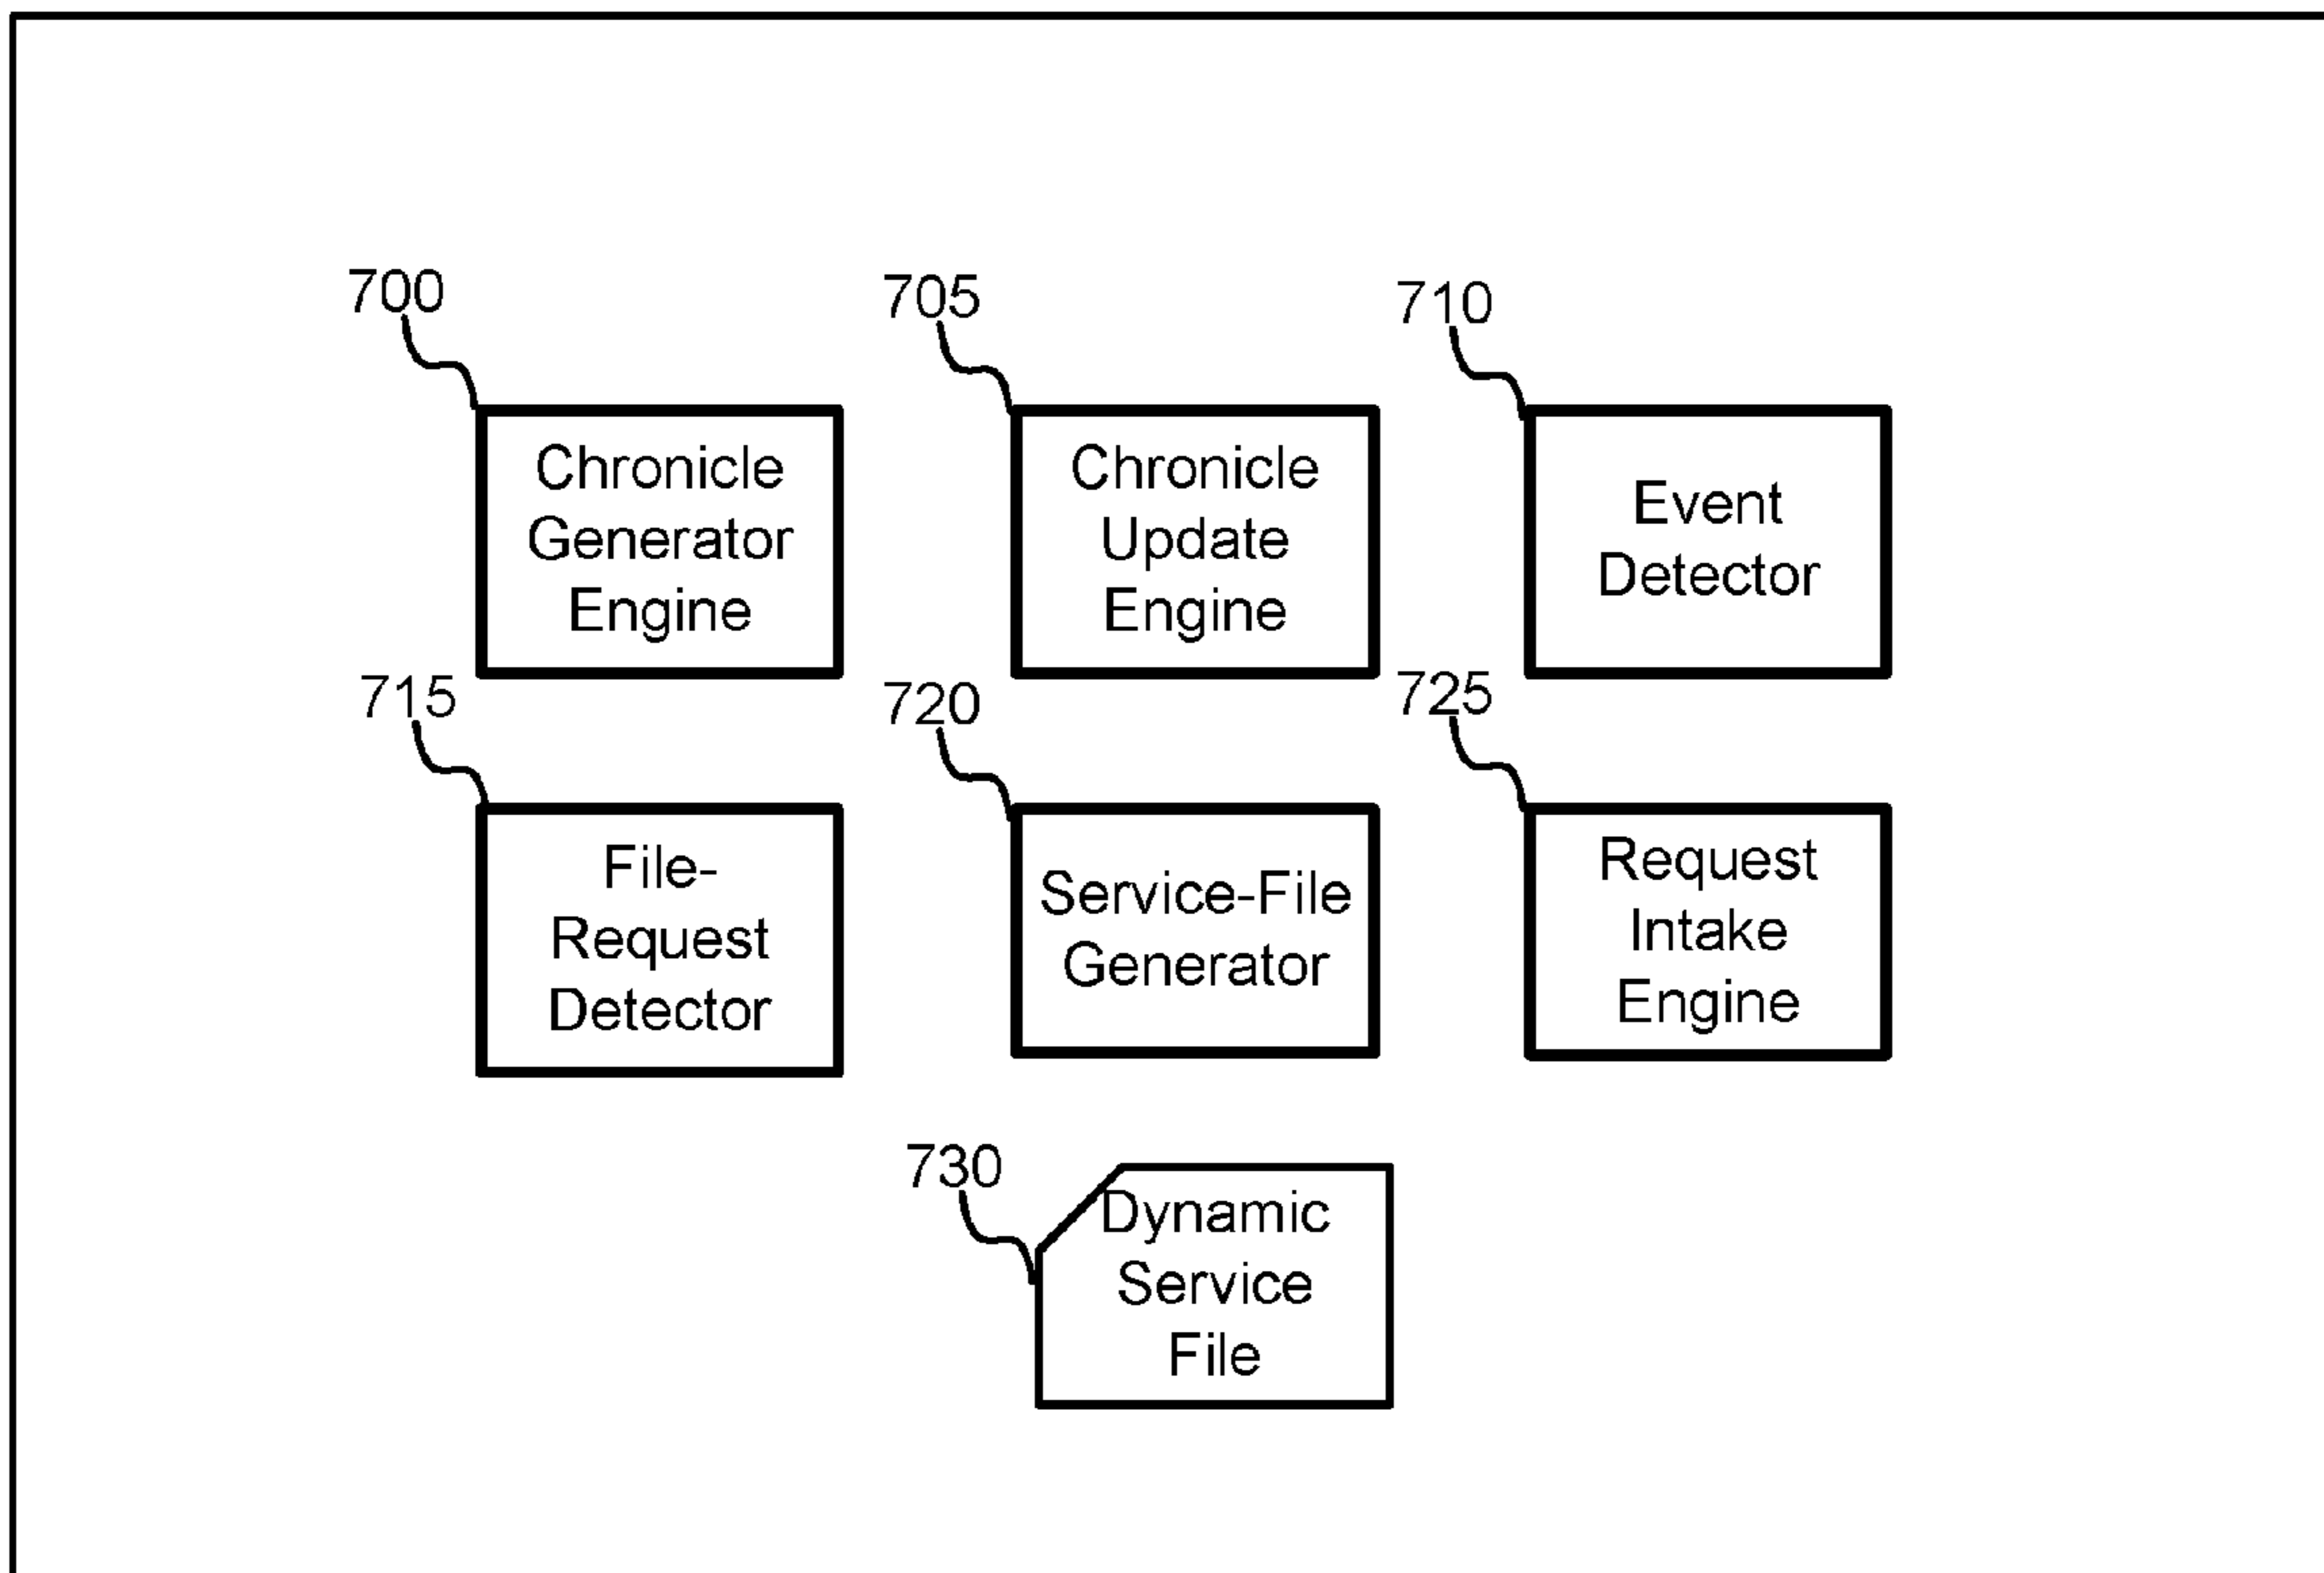 700
Chronicle
Generator
Engine
705
Chronicle
Update
Engine
710
Event
Detector
715
File-
Request
Detector
720
Service-File
Generator
725
Request
Intake
Engine
730
Dynamic
Service
File